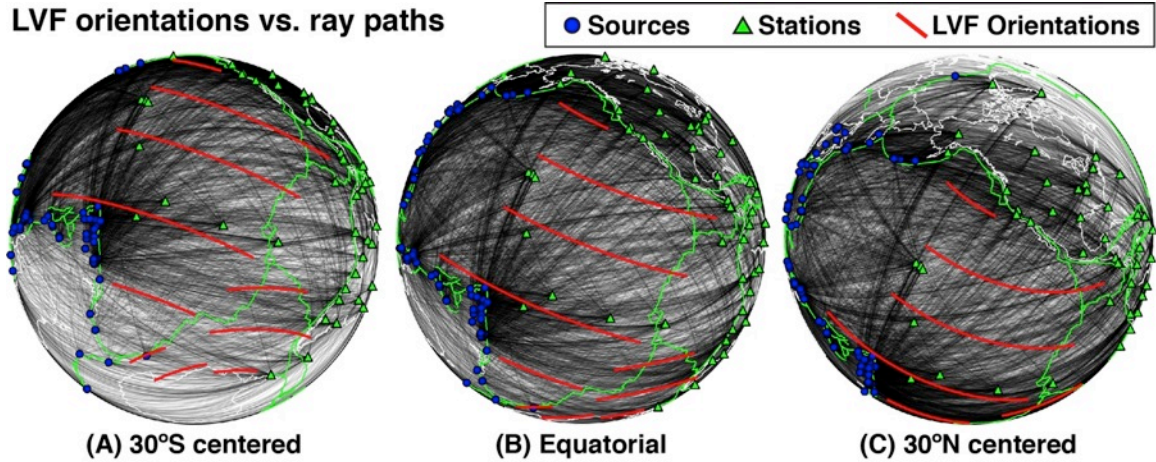 LVF orientations vs. ray paths
Sources Stations LVF Orientations
(A) 30°S centered (B) Equatorial (C) 30°N centered